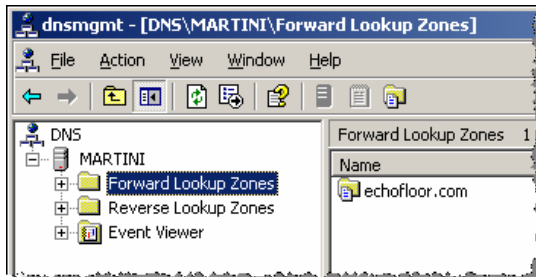 dnsmgmt - [DNS\MARTINI\Forward Lookup Zones]
File Action View Window Help
DNS
MARTINI
Forward Lookup Zones
Reverse Lookup Zones
Event Viewer
Forward Lookup Zones 1
Name
echofloor.com